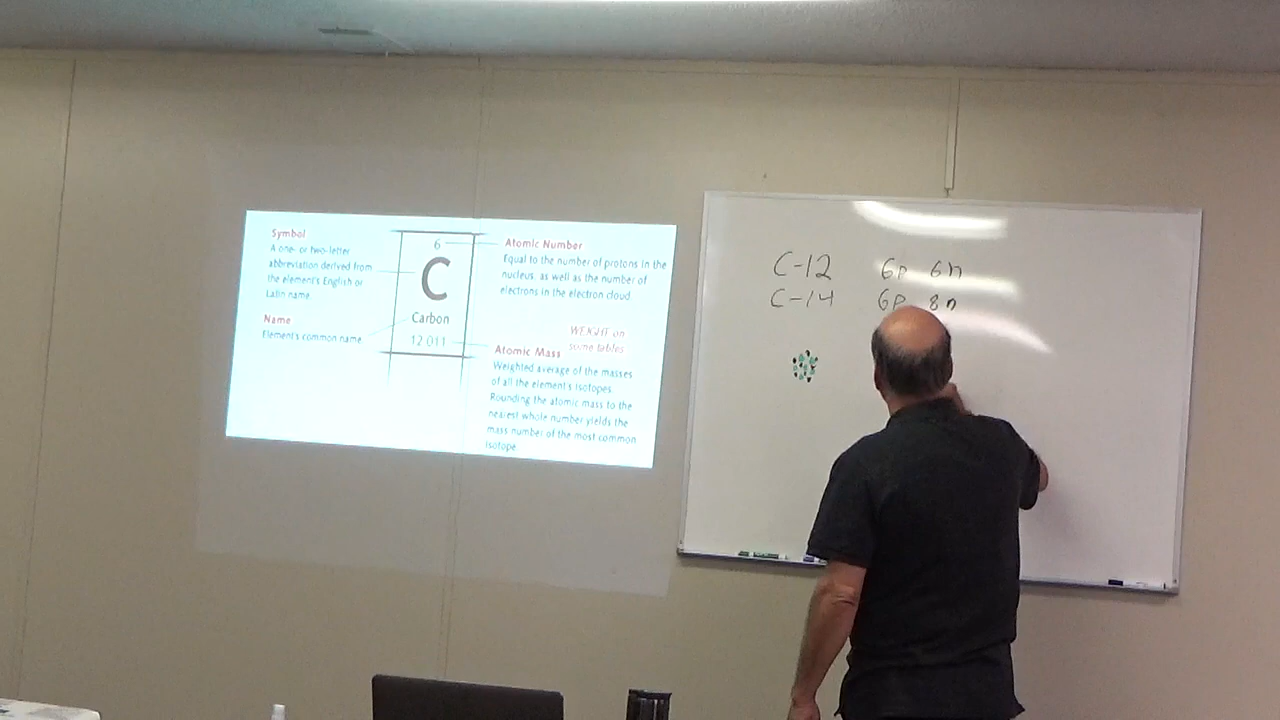 Symbol
A one- or two-letter
abbreviation derived from
the element's English or
Latin name
Name
Element's common name
6
C
Carbon
12 011
Atomic Number
Equal to the number of protons in the
nucleus, as well as the number of
electrons in the electron cloud
WEIGHT on
some tables
Atomic Mass
Weighted average of the masses
of all the element's isotopes
Rounding the atomic mass to the
nearest whole number yields the
mass number of the most common
isotope
C-12 6p 6n
C-14 6p 8n